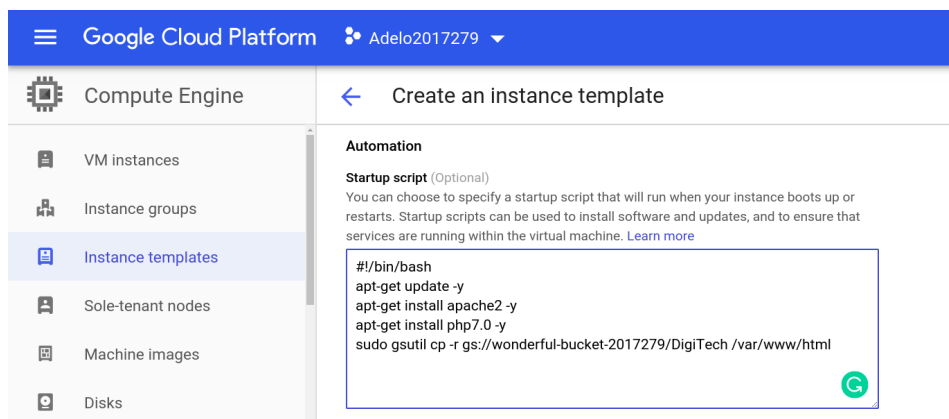 Google Cloud Platform
Adelo2017279
Compute Engine
Create an instance template
VM instances
Instance groups
Instance templates
Sole-tenant nodes
Machine images
Disks
Automation
Startup script (Optional)
You can choose to specify a startup script that will run when your instance boots up or
restarts. Startup scripts can be used to install software and updates, and to ensure that
services are running within the virtual machine. Learn more
#!/bin/bash
apt-get update -y
apt-get install apache2 -y
apt-get install php7.0 -y
sudo gsutil cp -r gs://wonderful-bucket-2017279/DigiTech /var/www/html